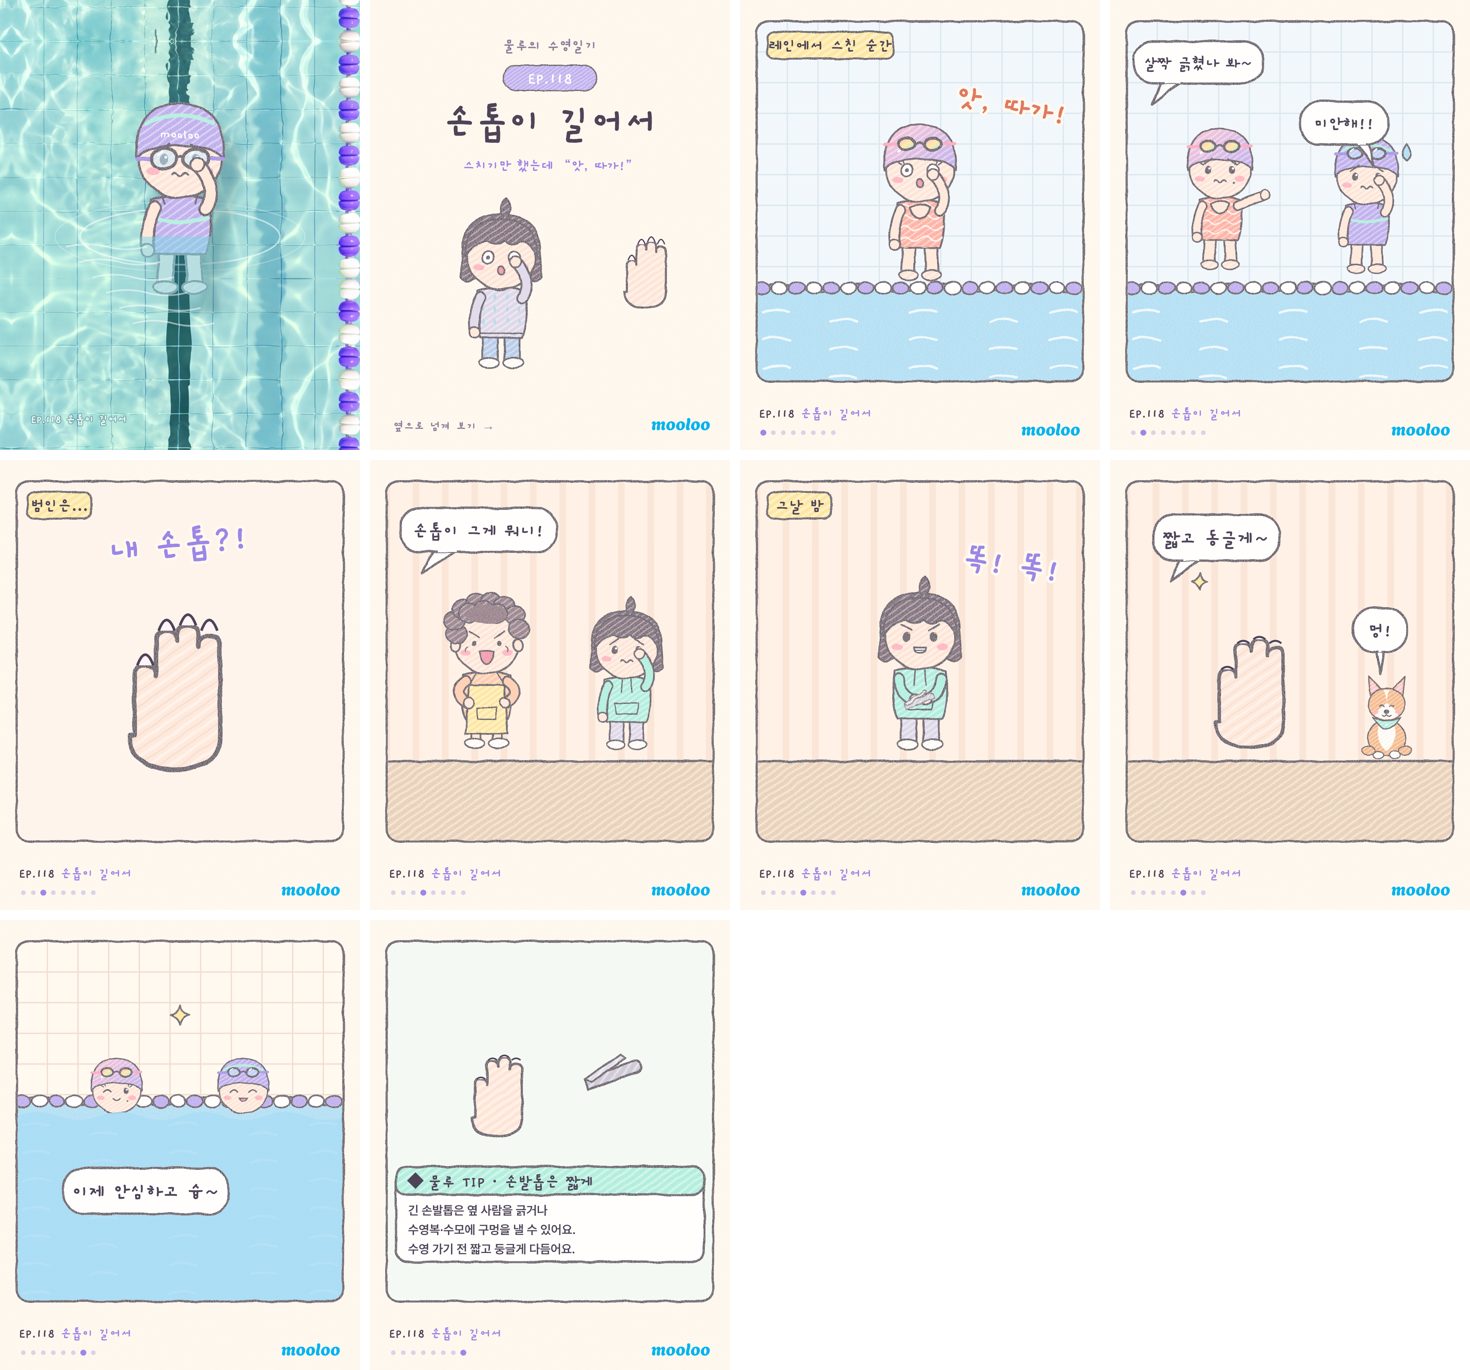 mooloo
EP.118 손톱이 길어서
물루의 수영일기
EP.118
손톱이 길어서
스치기만 했는데 “앗, 따가!”
옆으로 넘겨 보기 →
mooloo
레인에서 스친 순간
앗, 따가!
EP.118 손톱이 길어서
mooloo
살짝 긁혔나 봐~
미안해!!
EP.118 손톱이 길어서
mooloo
범인은...
내 손톱?!
EP.118 손톱이 길어서
mooloo
손톱이 그게 뭐니!
EP.118 손톱이 길어서
mooloo
그날 밤
똑! 똑!
EP.118 손톱이 길어서
mooloo
짧고 둥글게~
멍!
EP.118 손톱이 길어서
mooloo
이제 안심하고 슝~
EP.118 손톱이 길어서
mooloo
◆ 물루 TIP · 손발톱은 짧게
긴 손발톱은 옆 사람을 긁거나
수영복·수모에 구멍을 낼 수 있어요.
수영 가기 전 짧고 둥글게 다듬어요.
EP.118 손톱이 길어서
mooloo